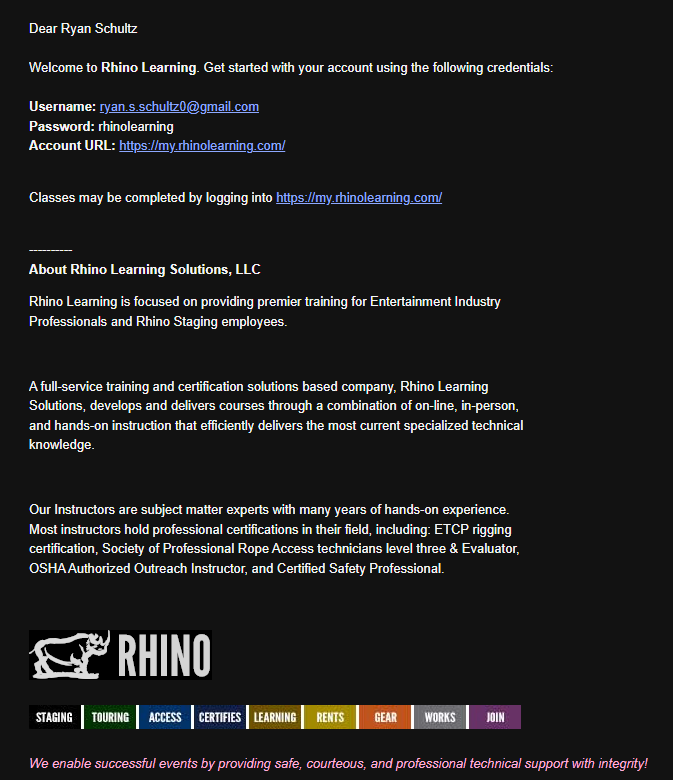 Dear Ryan Schultz
Welcome to Rhino Learning. Get started with your account using the following credentials:
Username: ryan.s.schultz0@gmail.com
Password: rhinolearning
Account URL: https://my.rhinolearning.com/
Classes may be completed by logging into https://my.rhinolearning.com/
----------
About Rhino Learning Solutions, LLC
Rhino Learning is focused on providing premier training for Entertainment Industry
Professionals and Rhino Staging employees.
A full-service training and certification solutions based company, Rhino Learning
Solutions, develops and delivers courses through a combination of on-line, in-person,
and hands-on instruction that efficiently delivers the most current specialized technical
knowledge.
Our Instructors are subject matter experts with many years of hands-on experience.
Most instructors hold professional certifications in their field, including: ETCP rigging
certification, Society of Professional Rope Access technicians level three & Evaluator,
OSHA Authorized Outreach Instructor, and Certified Safety Professional.
RHINO
STAGING TOURING ACCESS CERTIFIES LEARNING RENTS GEAR WORKS JOIN
We enable successful events by providing safe, courteous, and professional technical support with integrity!